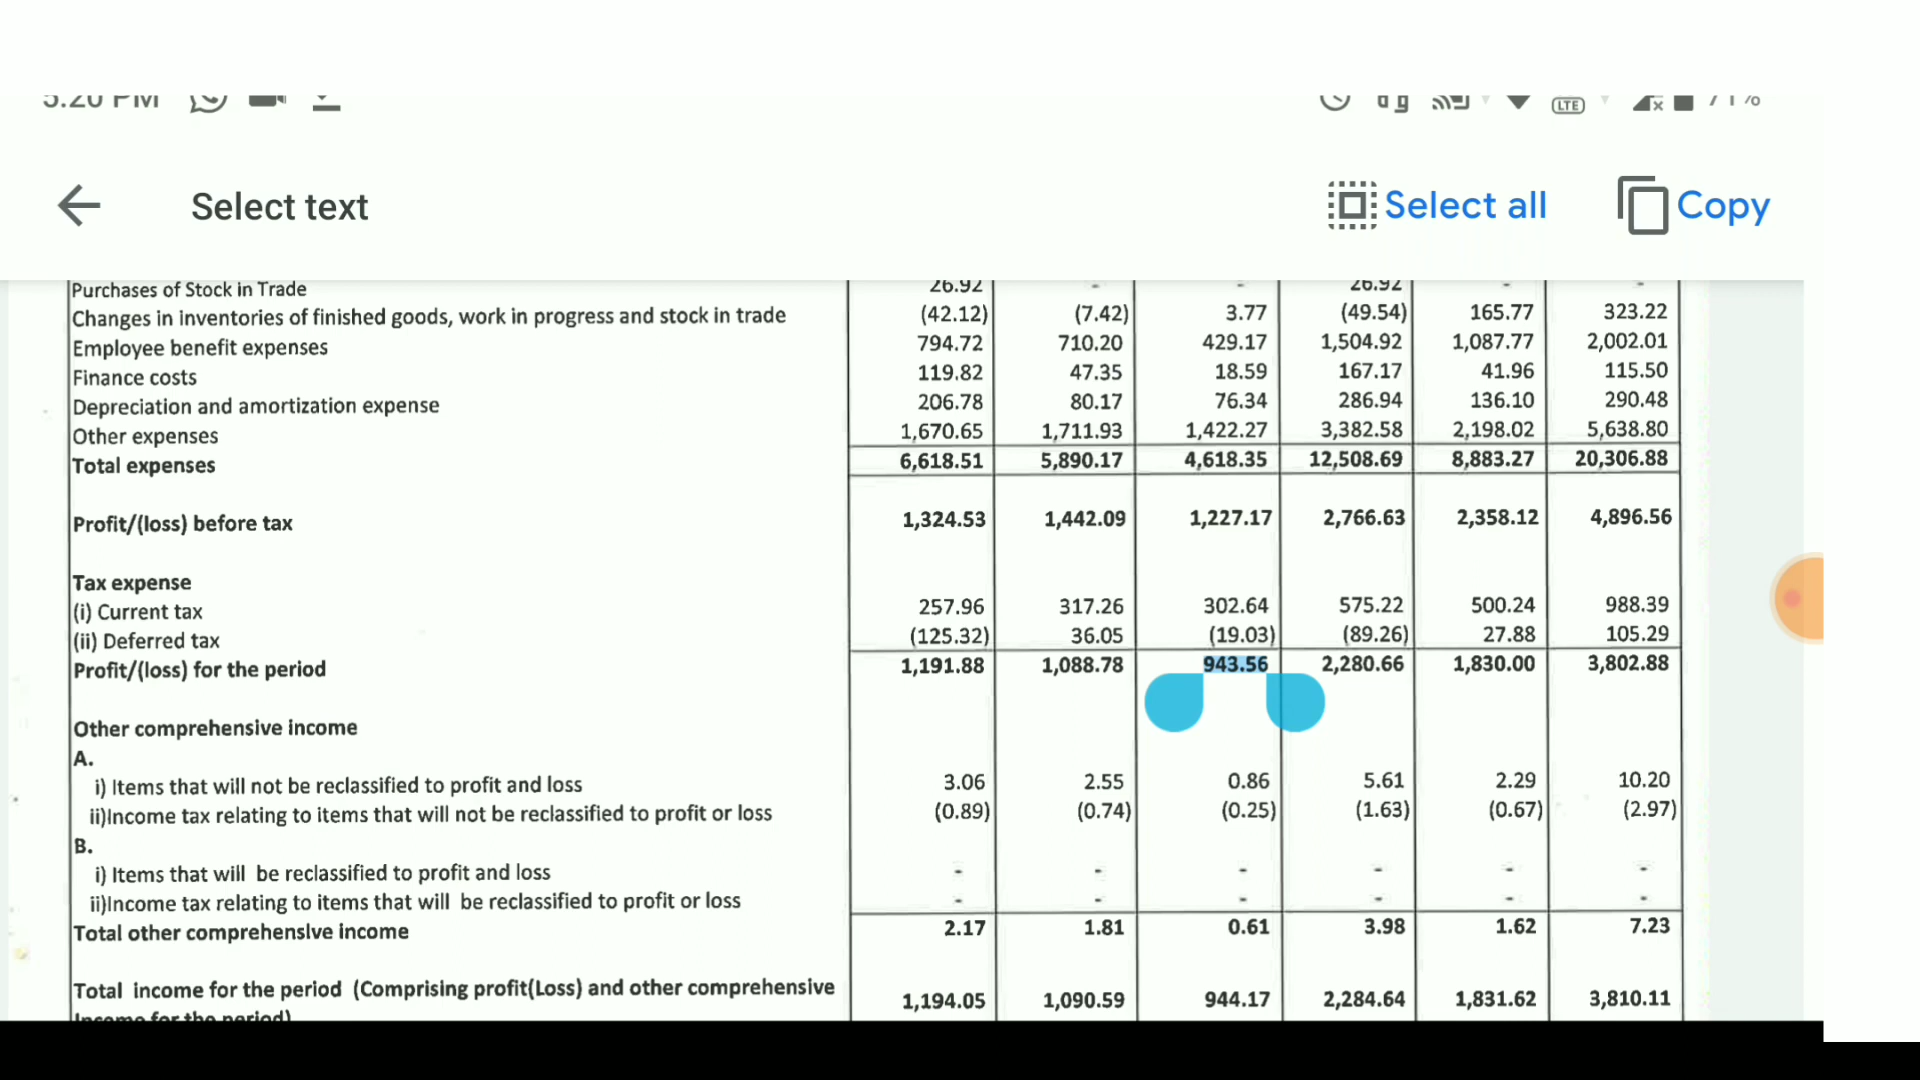 5:20 PM LTE 71%
Select text Select all Copy
Purchases of Stock in Trade 26.92 - - 26.92 - -
Changes in inventories of finished goods, work in progress and stock in trade (42.12) (7.42) 3.77 (49.54) 165.77 323.22
Employee benefit expenses 794.72 710.20 429.17 1,504.92 1,087.77 2,002.01
Finance costs 119.82 47.35 18.59 167.17 41.96 115.50
Depreciation and amortization expense 206.78 80.17 76.34 286.94 136.10 290.48
Other expenses 1,670.65 1,711.93 1,422.27 3,382.58 2,198.02 5,638.80
Total expenses 6,618.51 5,890.17 4,618.35 12,508.69 8,883.27 20,306.88
Profit/(loss) before tax 1,324.53 1,442.09 1,227.17 2,766.63 2,358.12 4,896.56
Tax expense
(i) Current tax 257.96 317.26 302.64 575.22 500.24 988.39
(ii) Deferred tax (125.32) 36.05 (19.03) (89.26) 27.88 105.29
Profit/(loss) for the period 1,191.88 1,088.78 943.56 2,280.66 1,830.00 3,802.88
Other comprehensive income
A.
i) Items that will not be reclassified to profit and loss 3.06 2.55 0.86 5.61 2.29 10.20
ii)Income tax relating to items that will not be reclassified to profit or loss (0.89) (0.74) (0.25) (1.63) (0.67) (2.97)
B.
i) Items that will be reclassified to profit and loss - - - - - -
ii)Income tax relating to items that will be reclassified to profit or loss - - - - - -
Total other comprehensive income 2.17 1.81 0.61 3.98 1.62 7.23
Total income for the period (Comprising profit(Loss) and other comprehensive 1,194.05 1,090.59 944.17 2,284.64 1,831.62 3,810.11
Income for the period)